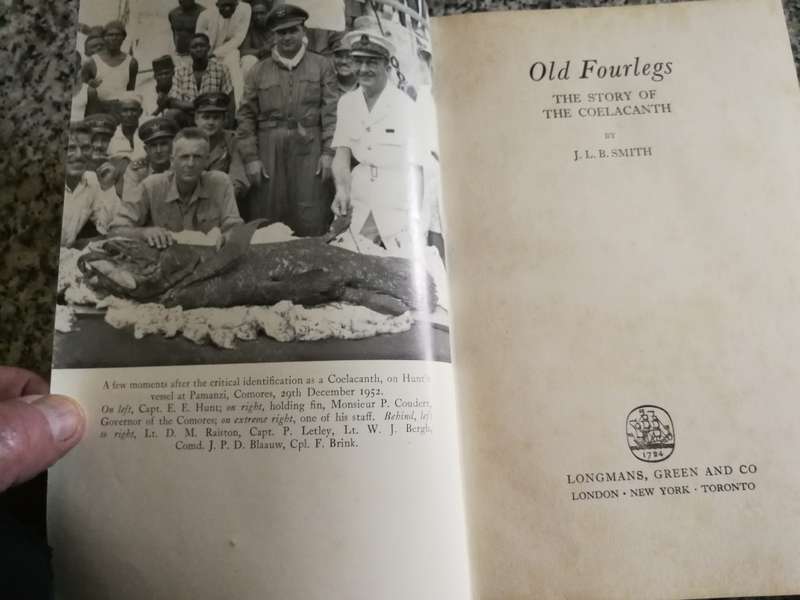 A few moments after the critical identification as a Coelacanth, on Hunt's
vessel at Pamanzi, Comores, 29th December 1952.
On left, Capt. E. E. Hunt; on right, holding fin, Monsieur P. Coudert,
Governor of the Comores; on extreme right, one of his staff. Behind, left
to right, Lt. D. M. Ralston, Capt. P. Letley, Lt. W. J. Bergh,
Comd. J. P. D. Blaauw, Cpl. F. Brink.
Old Fourlegs
THE STORY OF
THE COELACANTH
BY
J. L. B. SMITH
1724
LONGMANS, GREEN AND CO
LONDON · NEW YORK · TORONTO